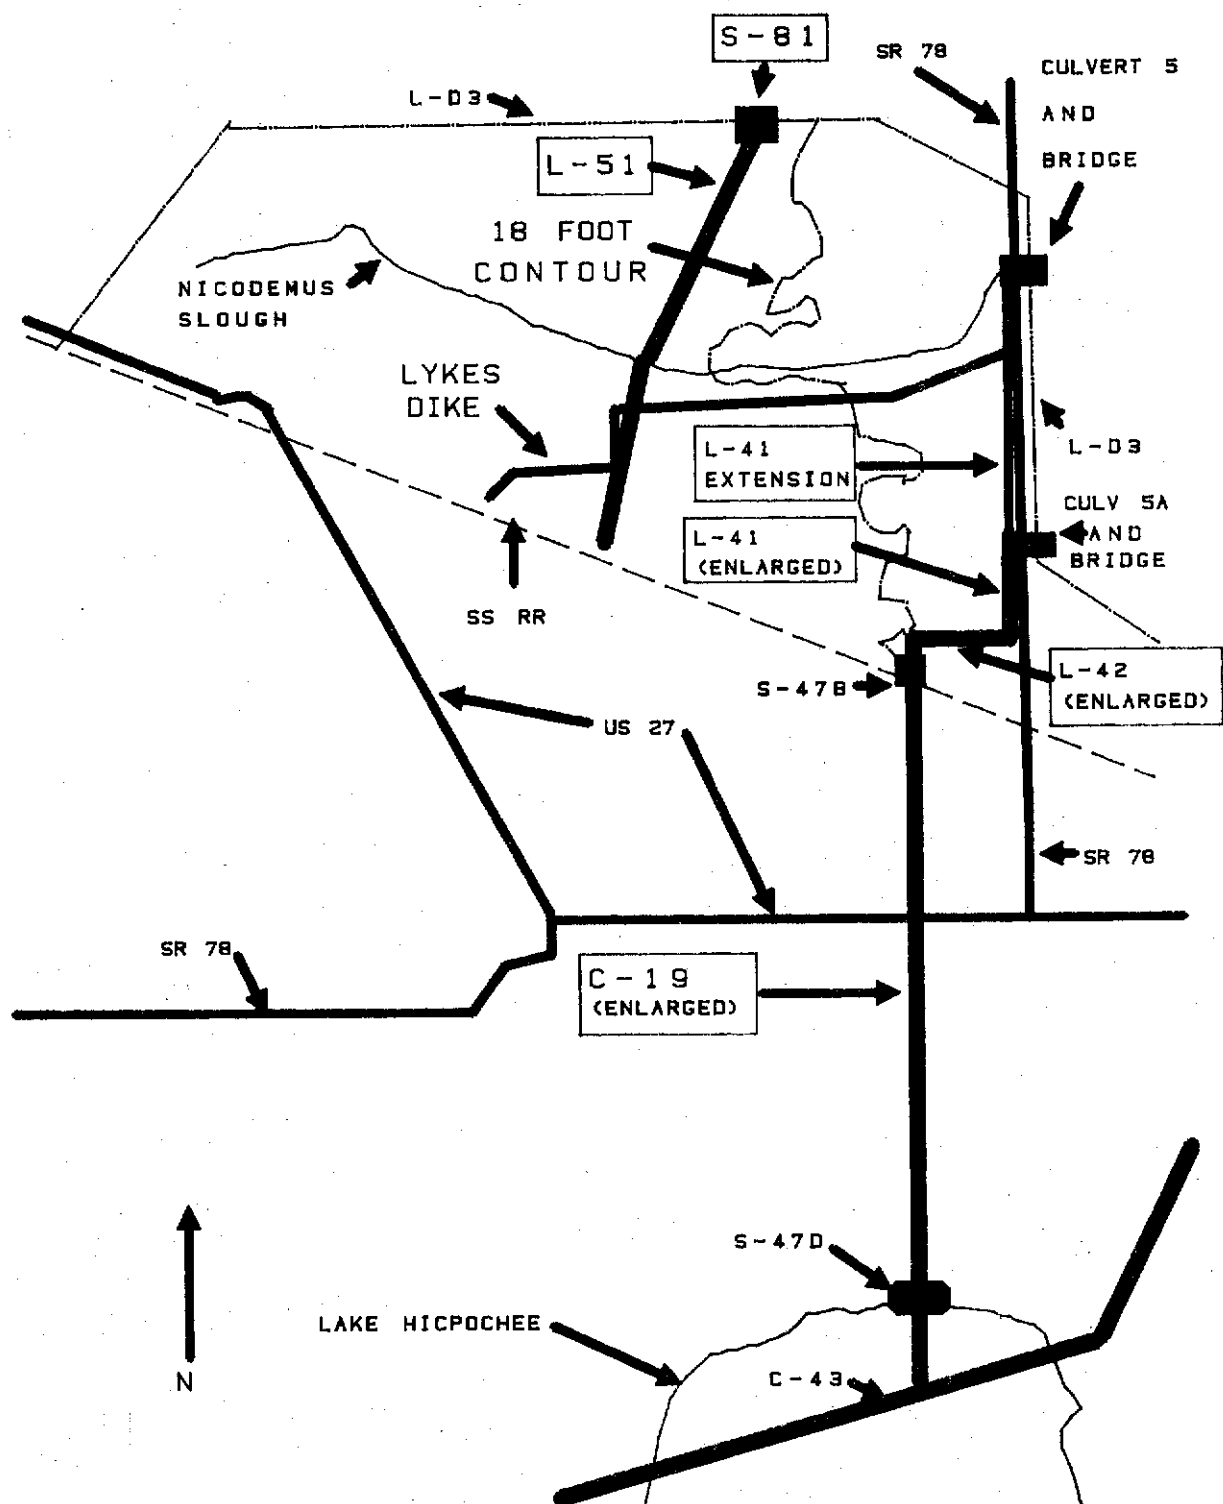 S-81
SR 78
CULVERT 5
AND
BRIDGE
L-D3
L-51
18 FOOT
CONTOUR
NICODEMUS
SLOUGH
LYKES
DIKE
L-41
EXTENSION
L-D3
CULV 5A
AND
BRIDGE
L-41
(ENLARGED)
SS RR
L-42
(ENLARGED)
S-47B
US 27
SR 78
SR 78
C-19
(ENLARGED)
S-47D
LAKE HICPOCHEE
C-43
N